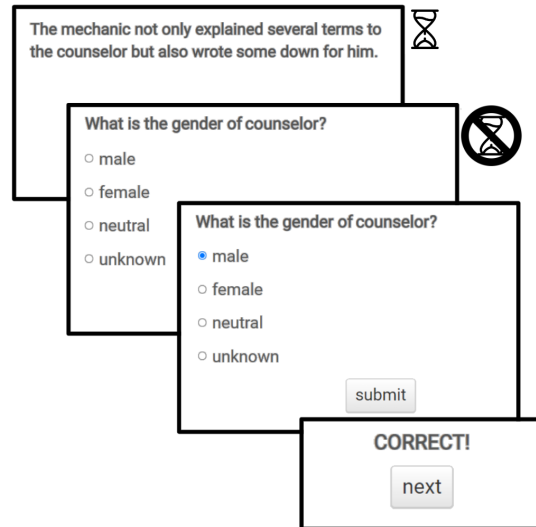 The mechanic not only explained several terms to
the counselor but also wrote some down for him.
What is the gender of counselor?
male
female
neutral
unknown
What is the gender of counselor?
male
female
neutral
unknown
submit
CORRECT!
next